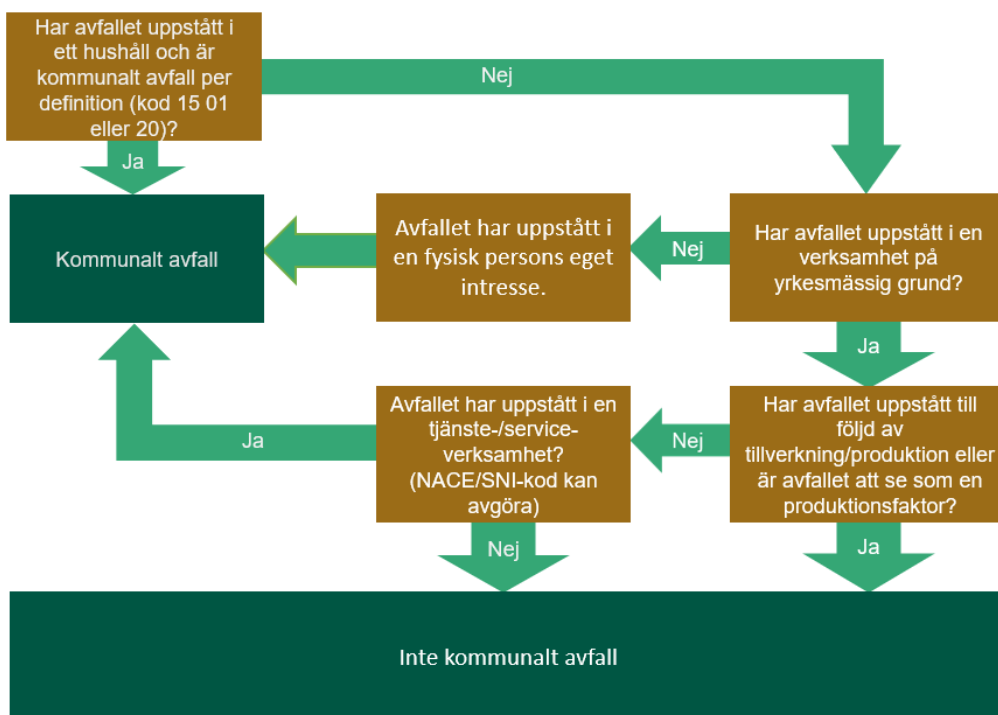 Har avfallet uppstått i
ett hushåll och är
kommunalt avfall per
definition (kod 15 01
eller 20)?
Nej
Ja
Kommunalt avfall
Avfallet har uppstått i
en fysisk persons eget
intresse.
Nej
Har avfallet uppstått i en
verksamhet på
yrkesmässig grund?
Ja
Ja
Avfallet har uppstått i en
tjänste-/service-
verksamhet?
(NACE/SNI-kod kan
avgöra)
Nej
Har avfallet uppstått till
följd av
tillverkning/produktion eller
är avfallet att se som en
produktionsfaktor?
Nej
Ja
Inte kommunalt avfall